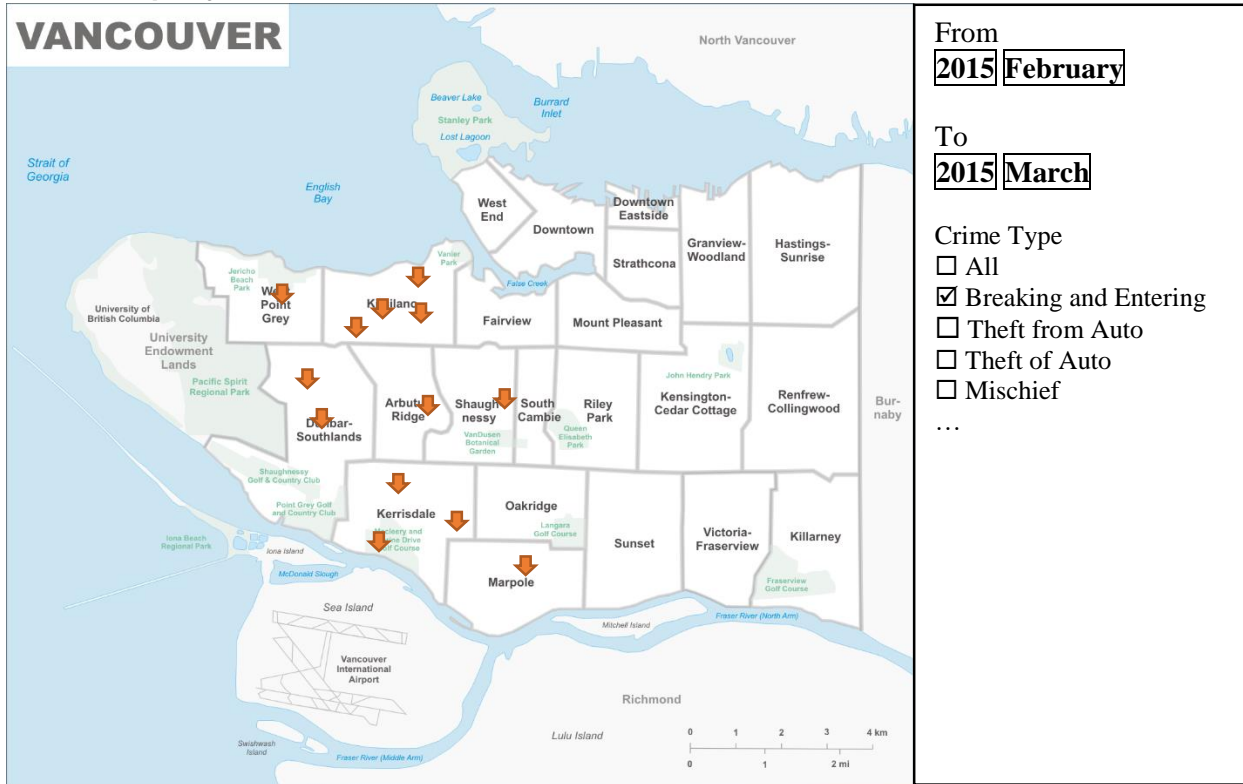 VANCOUVER
North Vancouver
Beaver Lake
Stanley Park
Lost Lagoon
Burrard
Inlet
Strait of
Georgia
English
Bay
West
End
Downtown
Downtown
Eastside
Strathcona
Granview-
Woodland
Hastings-
Sunrise
Vanier
Park
False Creek
Jericho
Beach
Park
Point
Grey
Fairview
Mount Pleasant
University of
British Columbia
University
Endowment
Lands
Pacific Spirit
Regional Park
Southlands
Arbutus
Ridge
Shaugh
nessy
VanDusen
Botanical
Garden
South
Cambie
Riley
Park
Queen
Elisabeth
Park
John Hendry Park
Kensington-
Cedar Cottage
Renfrew-
Collingwood
Bur-
naby
Shaughnessy
Golf & Country Club
Point Grey Golf
and Country Club
Kerrisdale
Drive
Golf Course
Oakridge
Langara
Golf Course
Marpole
Sunset
Victoria-
Fraserview
Killarney
Fraserview
Golf Course
Iona Beach
Regional Park
Iona Island
McDonald Slough
Sea Island
Mitchell Island
Fraser River (North Arm)
Vancouver
International
Airport
Richmond
Lulu Island
Swishwash
Island
Fraser River (Middle Arm)
0 1 2 3 4 km
0 1 2 mi
From
2015 February
To
2015 March
Crime Type
☐ All
☑ Breaking and Entering
☐ Theft from Auto
☐ Theft of Auto
☐ Mischief
…